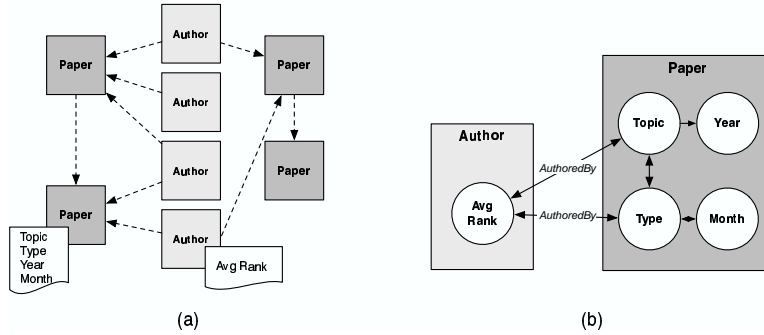 Author
Paper
Paper
Author
Author
Paper
Paper
Author
Topic
Type
Year
Month
Avg Rank
(a)
Paper
Topic
Year
Author
AuthoredBy
Avg
Rank
AuthoredBy
Type
Month
(b)